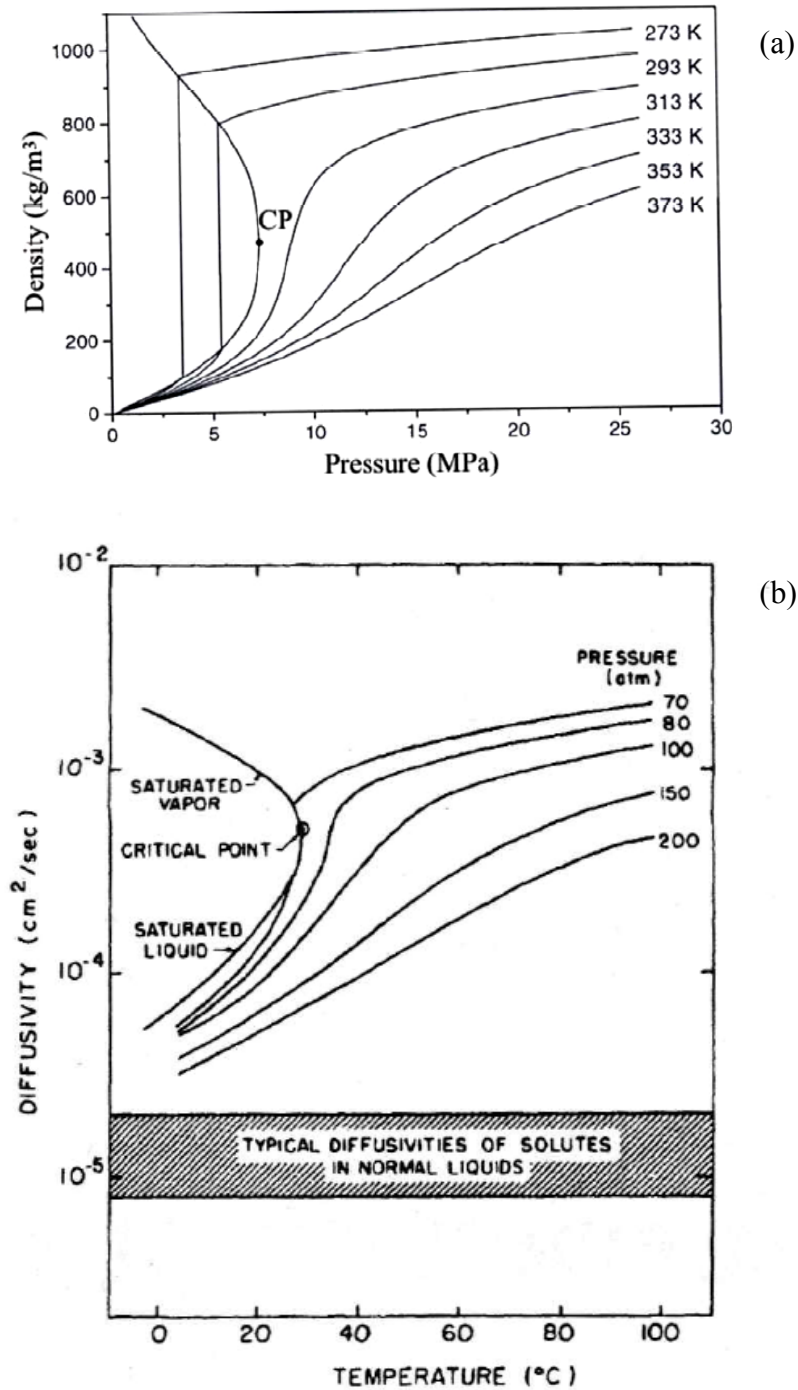 (a)
1000
800
600
400
200
0
Density (kg/m³)
CP
273 K
293 K
313 K
333 K
353 K
373 K
0 5 10 15 20 25 30
Pressure (MPa)
(b)
10⁻²
10⁻³
10⁻⁴
10⁻⁵
DIFFUSIVITY (cm²/sec)
PRESSURE
(atm)
70
80
100
150
200
SATURATED
VAPOR
CRITICAL POINT
SATURATED
LIQUID
TYPICAL DIFFUSIVITIES OF SOLUTES
IN NORMAL LIQUIDS
0 20 40 60 80 100
TEMPERATURE (°C)